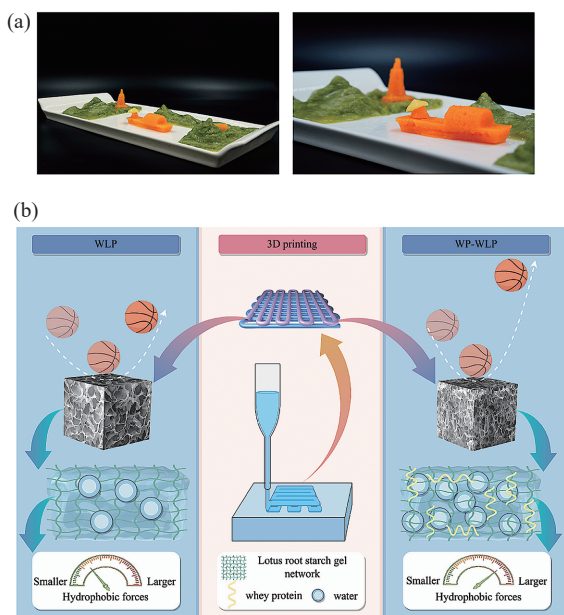 (a)
(b)
WLP
3D printing
WP-WLP
Smaller
Larger
Hydrophobic forces
Lotus root starch gel
network
whey protein
water
Smaller
Larger
Hydrophobic forces